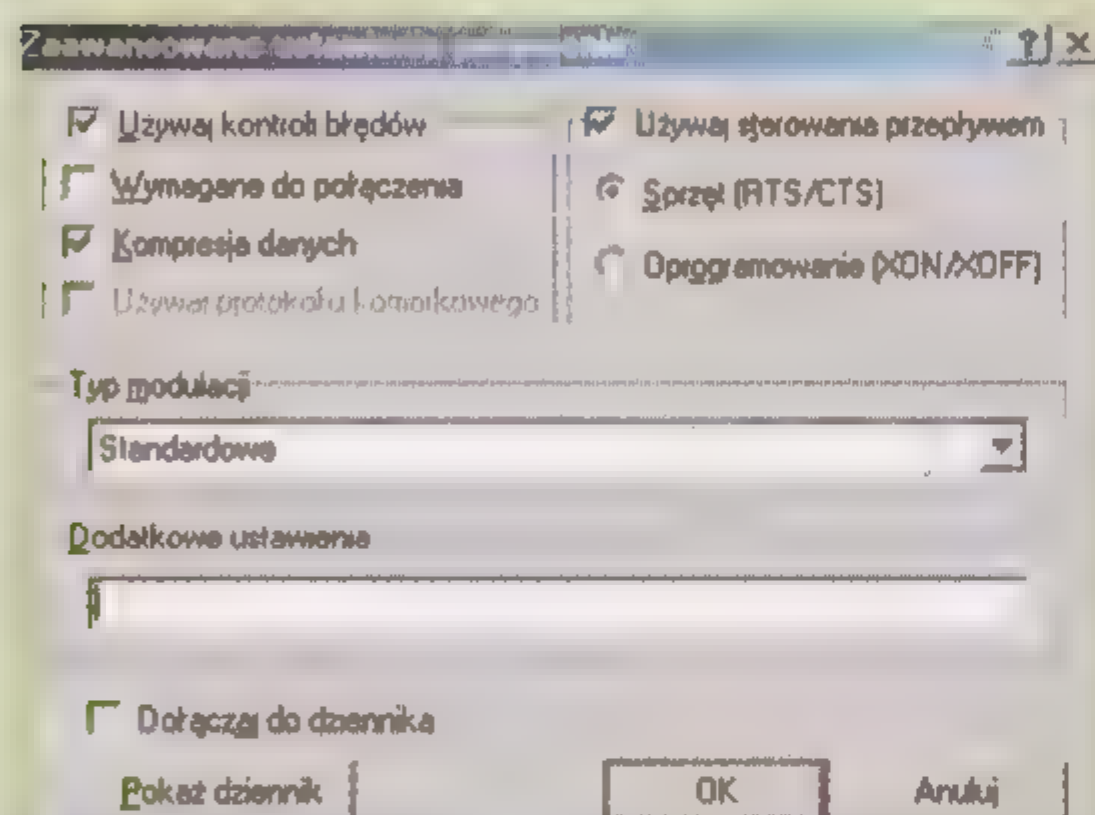 Używaj kontroli błędów
Wymagane do połączenia
Kompresja danych
Używaj protokołu komórkowego
Używaj sterowania przepływem
Sprzęt (RTS/CTS)
Oprogramowanie (XON/XOFF)
Typ modulacji
Standardowe
Dodatkowe ustawienia
Dołączaj do dziennika
Pokaż dziennik
OK
Anuluj